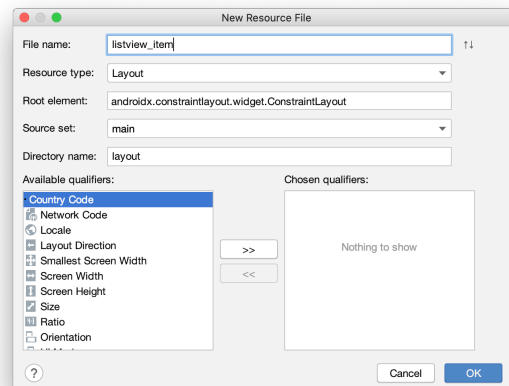 New Resource File
File name: listview_item
Resource type: Layout
Root element: androidx.constraintlayout.widget.ConstraintLayout
Source set: main
Directory name: layout
Available qualifiers:
Chosen qualifiers:
Country Code
Network Code
Locale
Layout Direction
Smallest Screen Width
Screen Width
Screen Height
Size
Ratio
Orientation
>>
<<
Nothing to show
?
Cancel
OK